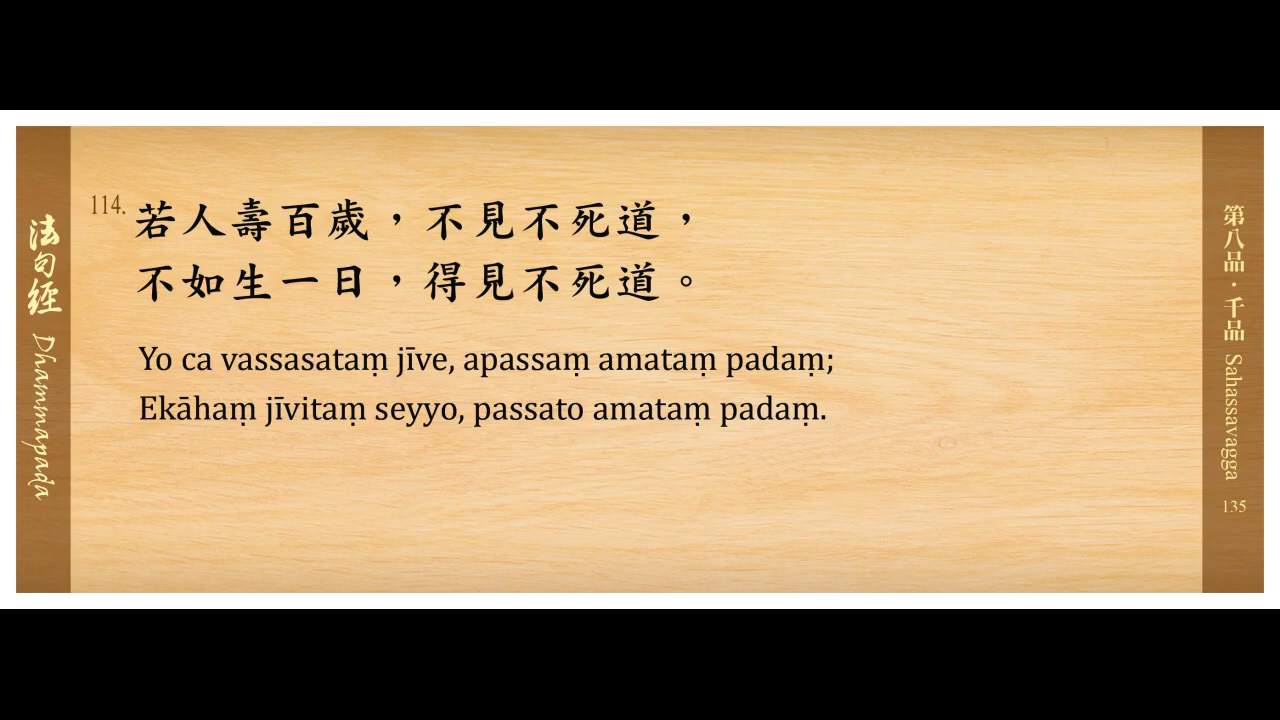 法句經 Dhammapada
114. 若人壽百歲，不見不死道，
不如生一日，得見不死道。
Yo ca vassasataṃ jīve, apassaṃ amataṃ padaṃ;
Ekāhaṃ jīvitaṃ seyyo, passato amataṃ padaṃ.
第八品．千品 Sahassavagga 135